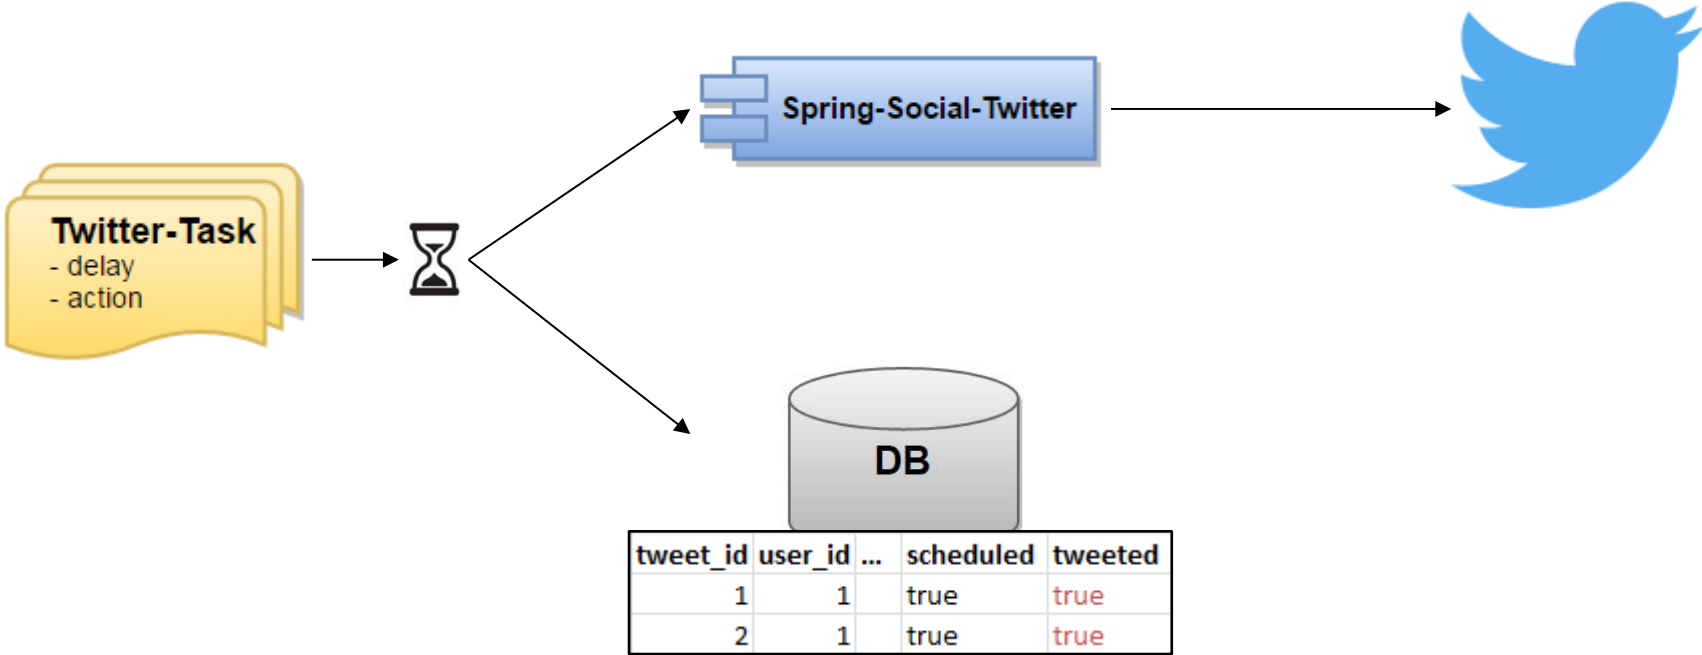 Spring-Social-Twitter
Twitter-Task
- delay
- action
DB
tweet_id user_id ... scheduled tweeted
1 1 true true
2 1 true true